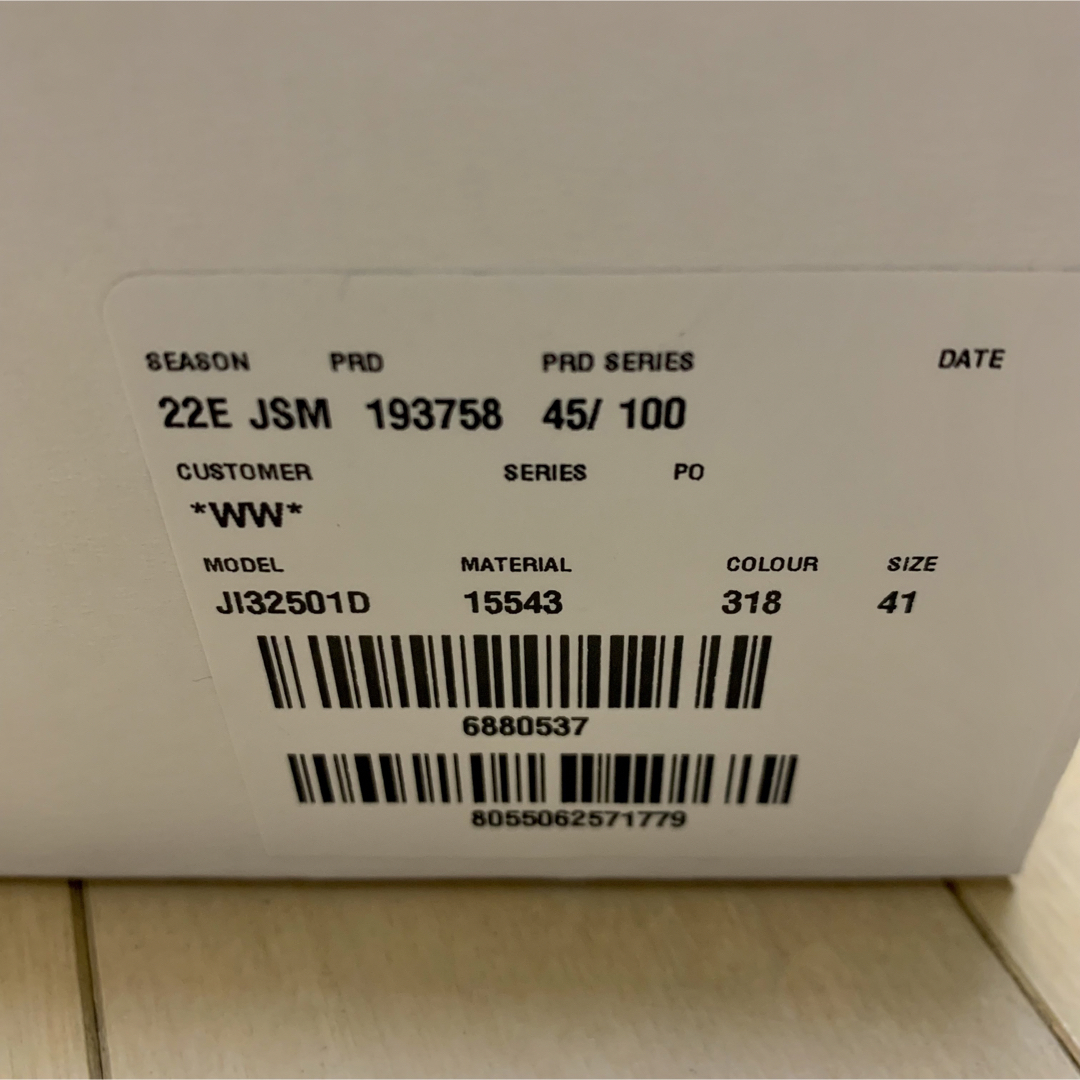 SEASON PRD PRD SERIES DATE
22E JSM 193758 45/ 100
CUSTOMER SERIES PO
*WW*
MODEL MATERIAL COLOUR SIZE
JI32501D 15543 318 41
6880537
8055062571779